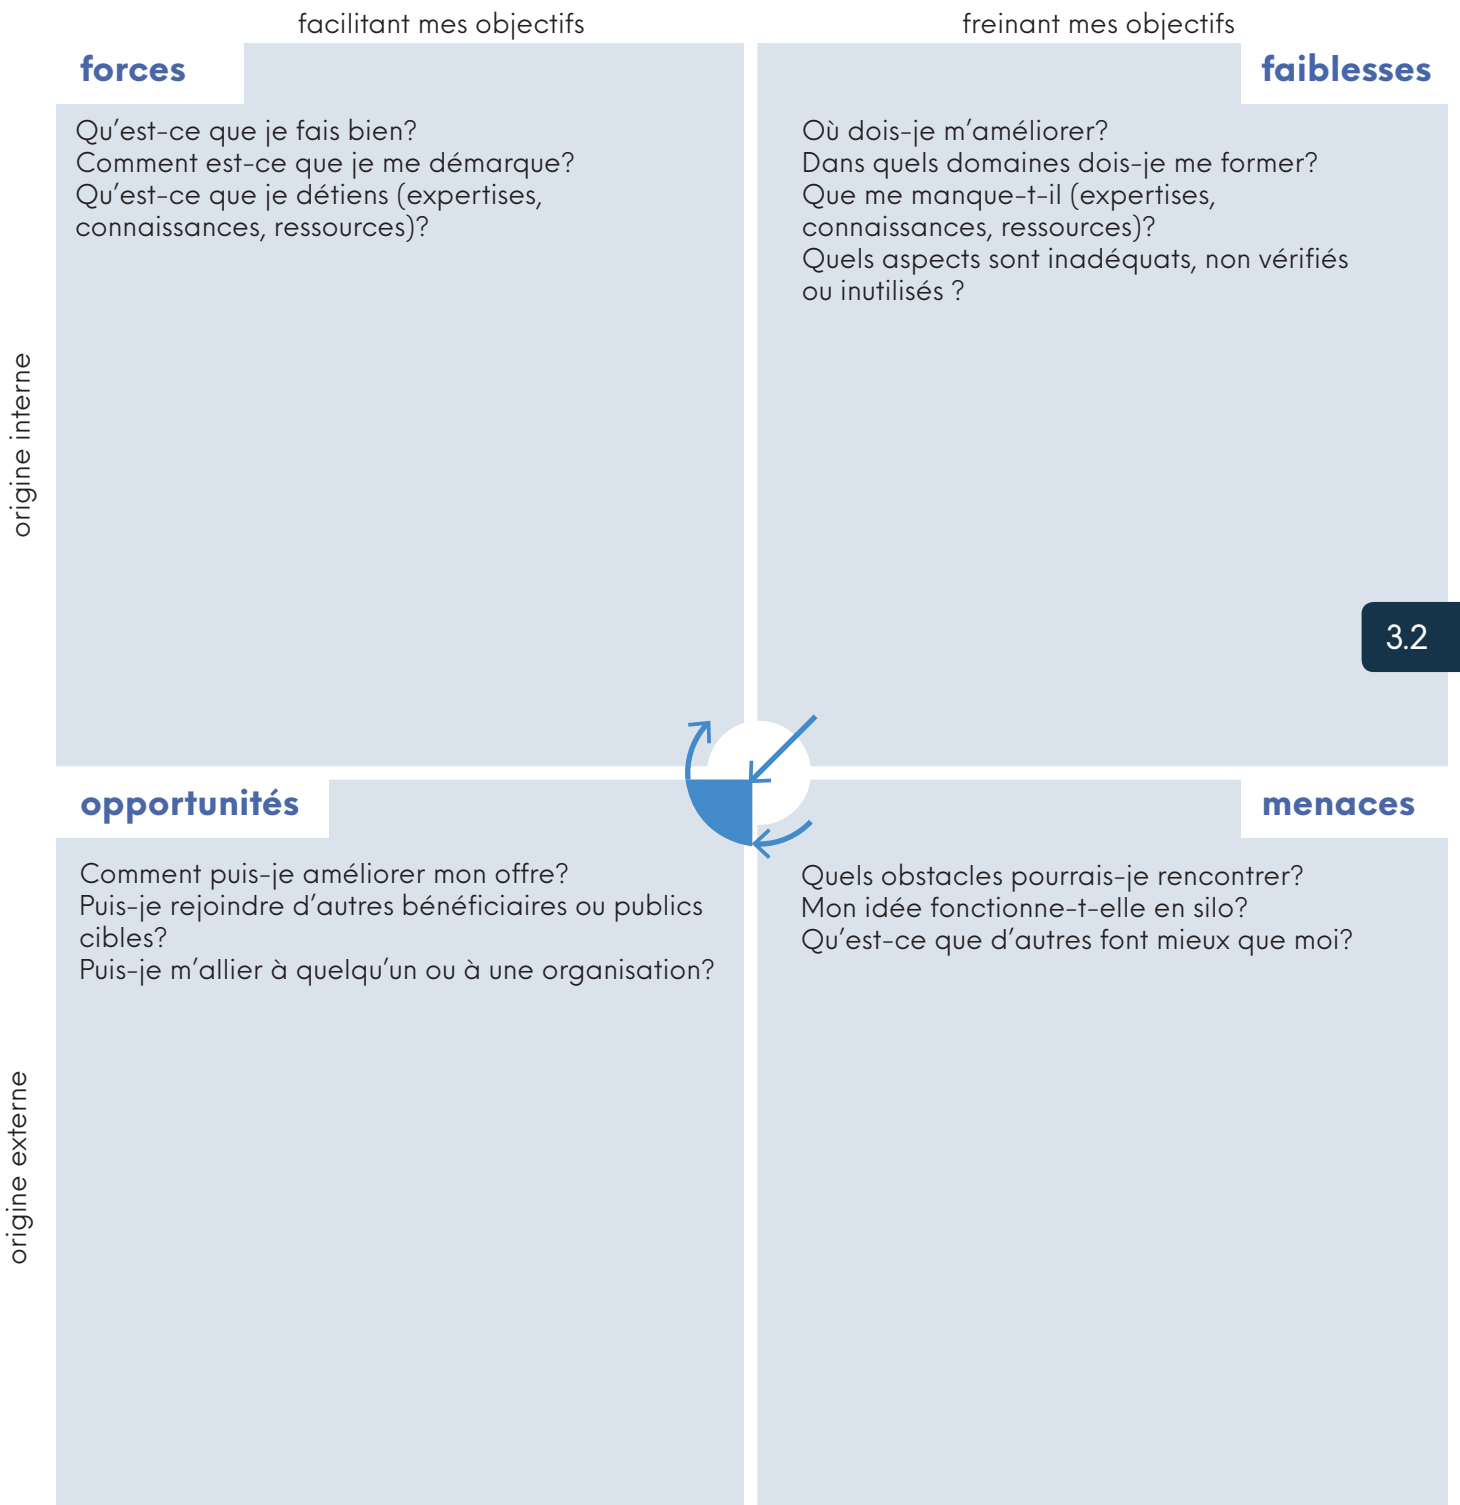 facilitant mes objectifs
freinant mes objectifs
forces
Qu’est-ce que je fais bien?
Comment est-ce que je me démarque?
Qu’est-ce que je détiens (expertises,
connaissances, ressources)?
faiblesses
Où dois-je m’améliorer?
Dans quels domaines dois-je me former?
Que me manque-t-il (expertises,
connaissances, ressources)?
Quels aspects sont inadéquats, non vérifiés
ou inutilisés ?
origine interne
3.2
opportunités
Comment puis-je améliorer mon offre?
Puis-je rejoindre d’autres bénéficiaires ou publics
cibles?
Puis-je m’allier à quelqu’un ou à une organisation?
menaces
Quels obstacles pourrais-je rencontrer?
Mon idée fonctionne-t-elle en silo?
Qu’est-ce que d’autres font mieux que moi?
origine externe